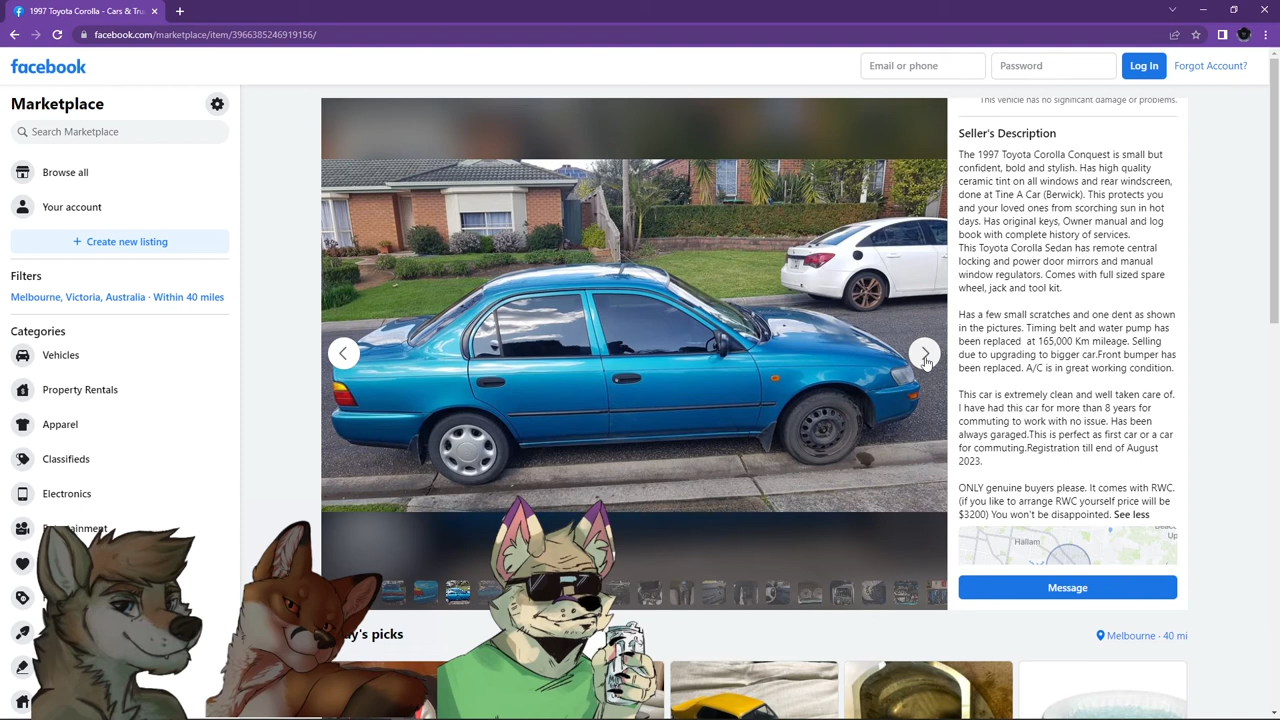 1997 Toyota Corolla - Cars & Tru
facebook.com/marketplace/item/3966385246919156/
facebook
Email or phone
Password
Log In
Forgot Account?
Marketplace
Search Marketplace
Browse all
Your account
+ Create new listing
Filters
Melbourne, Victoria, Australia · Within 40 miles
Categories
Vehicles
Property Rentals
Apparel
Classifieds
Electronics
This vehicle has no significant damage or problems.
Seller's Description
The 1997 Toyota Corolla Conquest is small but
confident, bold and stylish. Has high quality
ceramic tint on all windows and rear windscreen,
done at Tine A Car (Berwick). This protects you
and your loved ones from scorching sun in hot
days. Has original keys, Owner manual and log
book with complete history of services.
This Toyota Corolla Sedan has remote central
locking and power door mirrors and manual
window regulators. Comes with full sized spare
wheel, jack and tool kit.
Has a few small scratches and one dent as shown
in the pictures. Timing belt and water pump has
been replaced at 165,000 Km mileage. Selling
due to upgrading to bigger car.Front bumper has
been replaced. A/C is in great working condition.
This car is extremely clean and well taken care of.
I have had this car for more than 8 years for
commuting to work with no issue. Has been
always garaged.This is perfect as first car or a car
for commuting.Registration till end of August
2023.
ONLY genuine buyers please. It comes with RWC.
(if you like to arrange RWC yourself price will be
$3200) You won't be disappointed. See less
Hallam
Message
picks
Melbourne · 40 mi